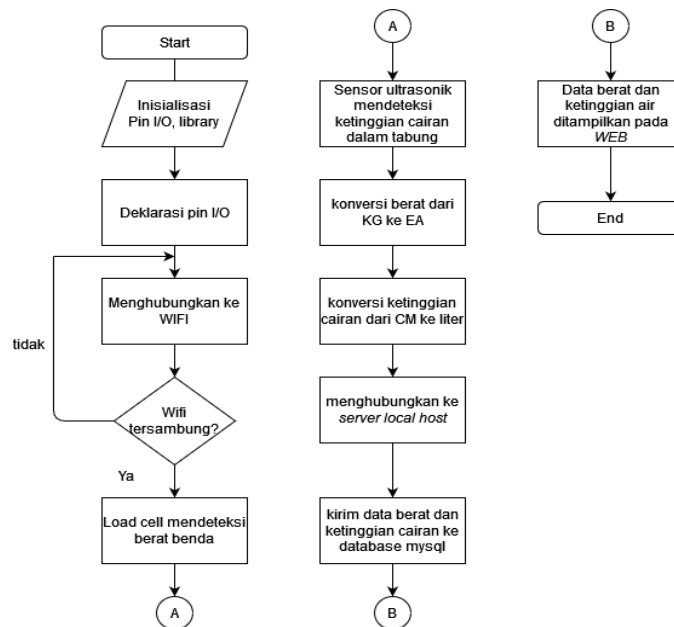 Start
Inisialisasi
Pin I/O, library
Deklarasi pin I/O
Menghubungkan ke
WIFI
tidak
Wifi
tersambung?
Ya
Load cell mendeteksi
berat benda
A
A
Sensor ultrasonik
mendeteksi
ketinggian cairan
dalam tabung
konversi berat dari
KG ke EA
konversi ketinggian
cairan dari CM ke liter
menghubungkan ke
server local host
kirim data berat dan
ketinggian cairan ke
database mysql
B
B
Data berat dan
ketinggian air
ditampilkan pada
WEB
End